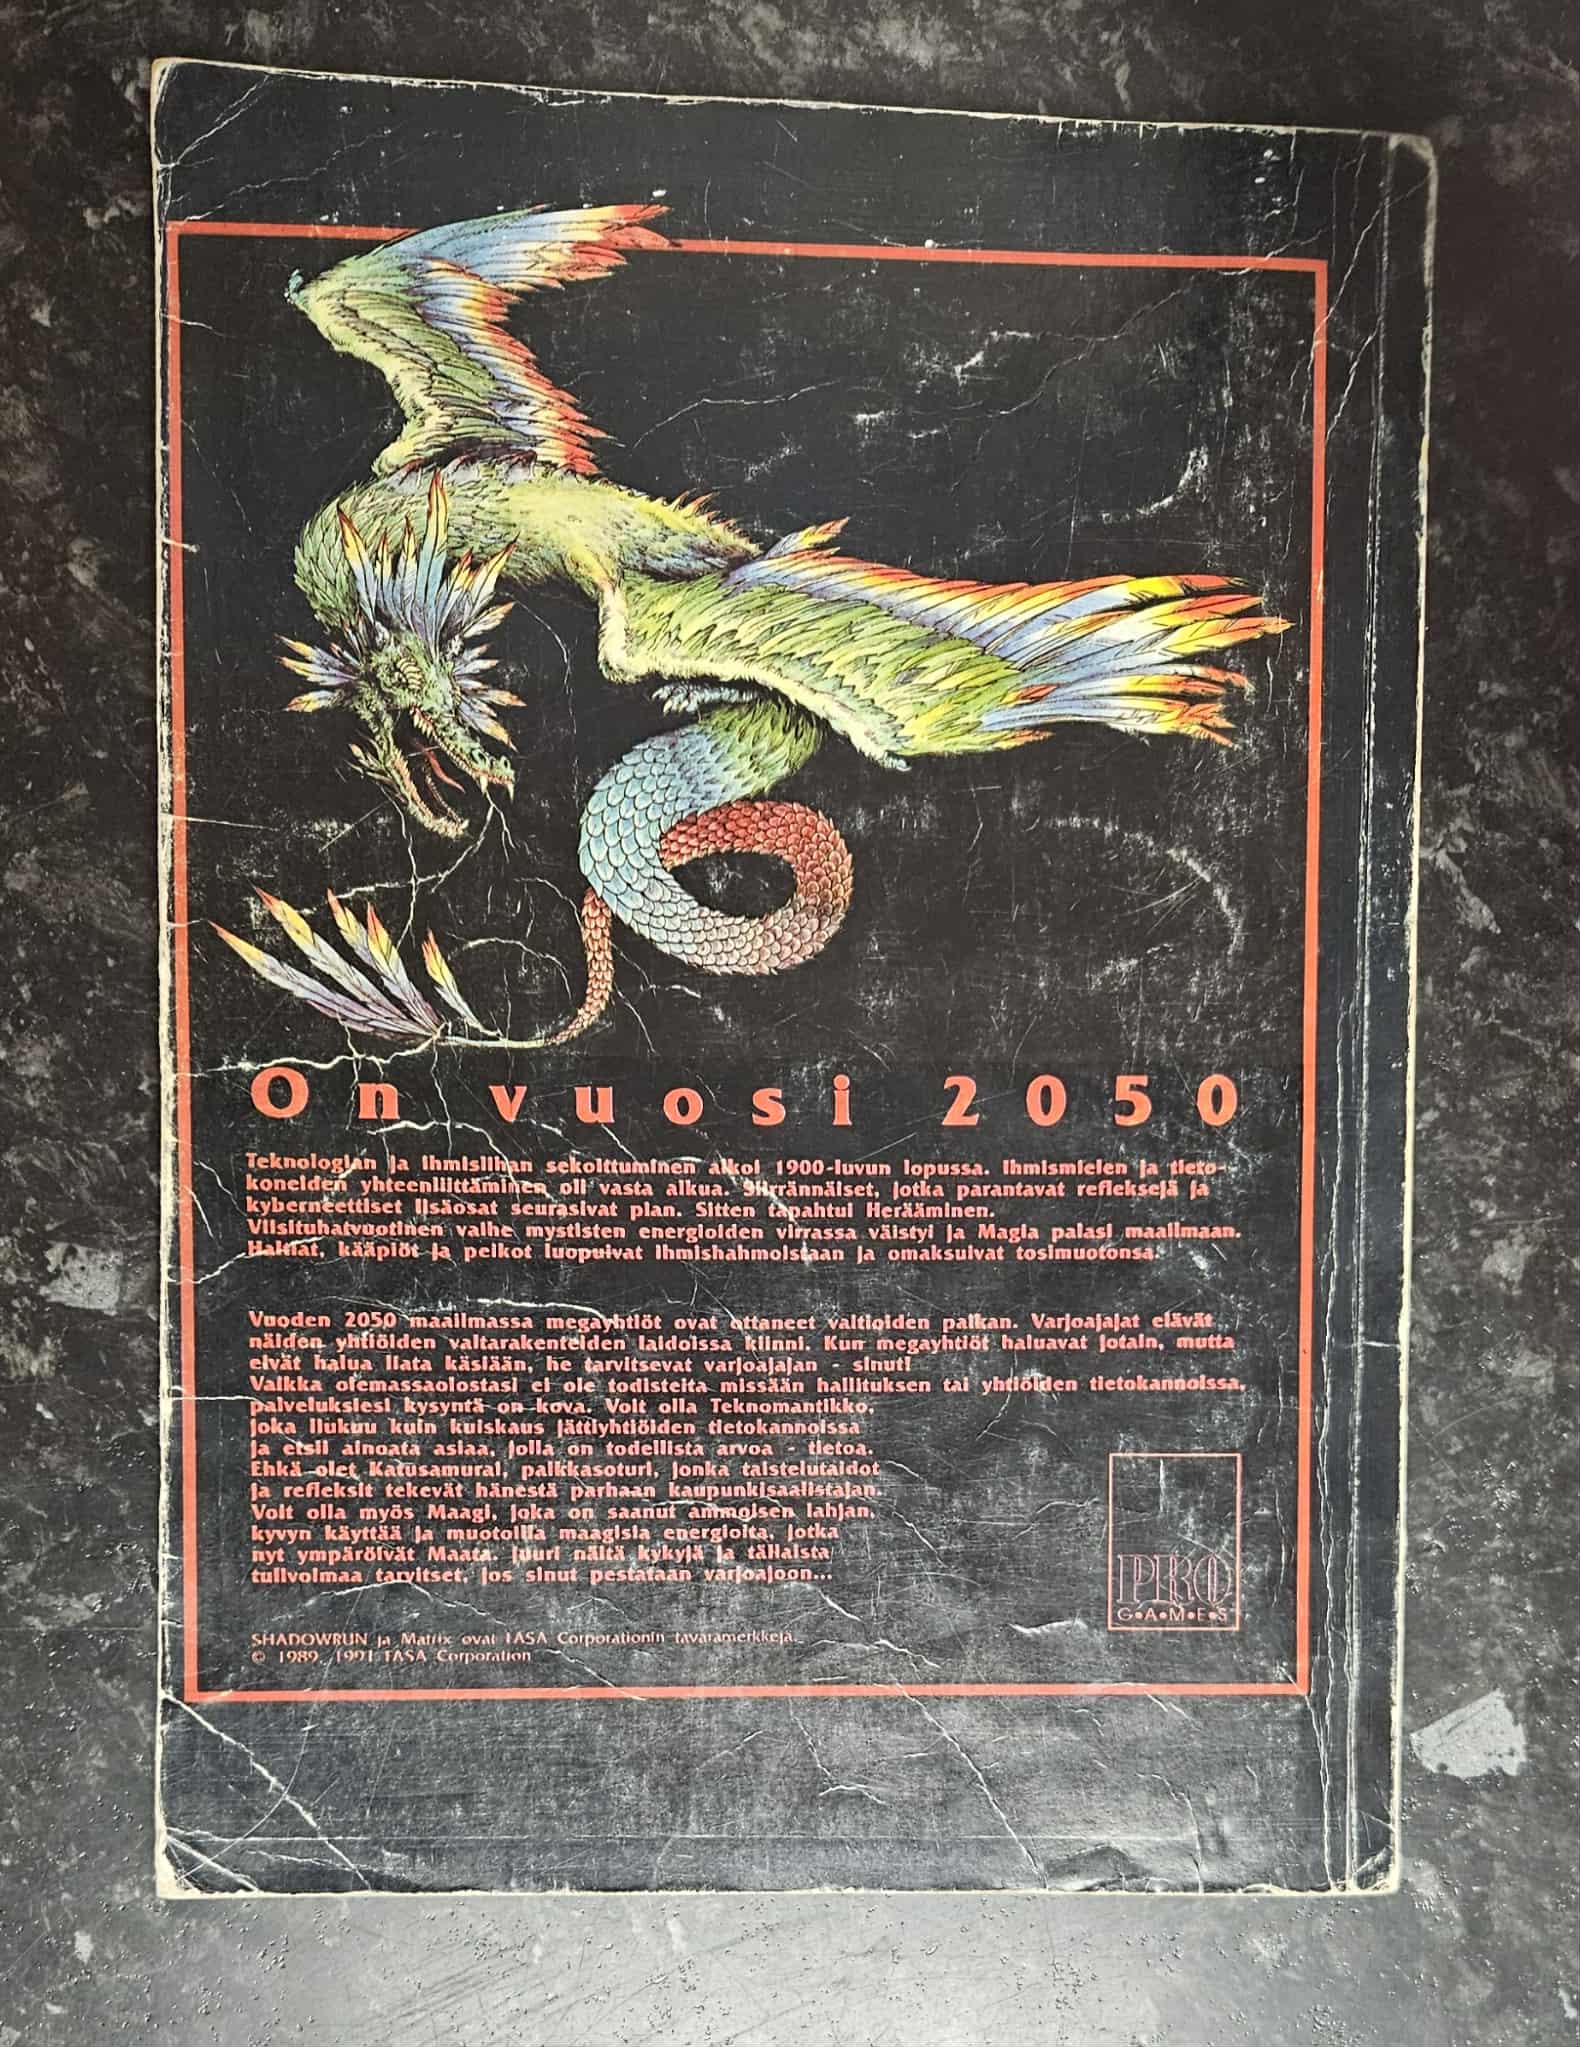 On vuosi 2050
Teknologian ja ihmislihan sekoittuminen alkoi 1900-luvun lopussa. Ihmismielen ja tieto-
koneiden yhteenliittäminen oli vasta alkua. Siirrännäiset, jotka parantavat refleksejä ja
kyberneettiset lisäosat seurasivat pian. Sitten tapahtui Herääminen.
Viisituhatvuotinen vaihe mystisten energioiden virrassa väistyi ja Magia palasi maailmaan.
Haltiat, kääpiöt ja peikot luopuivat ihmishahmoistaan ja omaksuivat tosimuotonsa.
Vuoden 2050 maailmassa megayhtiöt ovat ottaneet valtioiden paikan. Varjoajajat elävät
näiden yhtiöiden valtarakenteiden laidoissa kiinni. Kun megayhtiöt haluavat jotain, mutta
eivät halua liata käsiään, he tarvitsevat varjoajajan - sinut!
Vaikka olemassaolostasi ei ole todisteita missään hallituksen tai yhtiöiden tietokannoissa,
palveluksiesi kysyntä on kova. Voit olla Teknomantikko,
joka liukuu kuin kuiskaus jättiyhtiöiden tietokannoissa
ja etsii ainoata asiaa, jolla on todellista arvoa - tietoa.
Ehkä olet Katusamurai, palkkasoturi, jonka taistelutaidot
ja refleksit tekevät hänestä parhaan kaupunkisaalistajan.
Voit olla myös Maagi, joka on saanut ammoisen lahjan,
kyvyn käyttää ja muotoilla maagisia energioita, jotka
nyt ympäröivät Maata. Juuri näitä kykyjä ja tällaista
tulivoimaa tarvitset, jos sinut pestataan varjoajoon...
PRO
G•A•M•E•S
SHADOWRUN ja Matrix ovat FASA Corporationin tavaramerkkejä.
© 1989, 1991 FASA Corporation